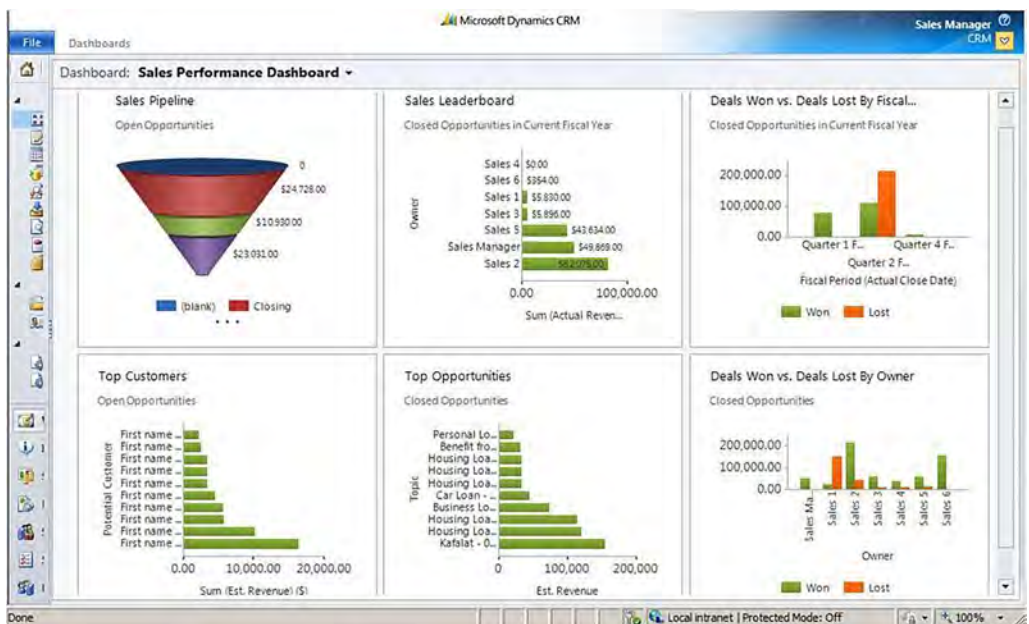 Microsoft Dynamics CRM
Sales Manager
CRM
File
Dashboards
Dashboard: Sales Performance Dashboard
Sales Pipeline
Open Opportunities
0
$24,728.00
$10,930.00
$23,031.00
(blank)
Closing
Sales Leaderboard
Closed Opportunities in Current Fiscal Year
Owner
Sales 4
$0.00
Sales 6
$354.00
Sales 1
$5,830.00
Sales 3
$5,896.00
Sales 5
$43,634.00
Sales Manager
$49,669.00
Sales 2
0.00
100,000.00
Sum (Actual Reven...
Deals Won vs. Deals Lost By Fiscal...
Closed Opportunities in Current Fiscal Year
200,000.00
100,000.00
0.00
Quarter 1 F...
Quarter 4 F...
Quarter 2 F...
Fiscal Period (Actual Close Date)
Won
Lost
Top Customers
Open Opportunities
Potential Customer
First name ...
First name ...
First name ...
First name ...
First name ...
First name ...
First name ...
First name ...
First name ...
First name ...
0.00
10,000.00
20,000.00
Sum (Est. Revenue) ($)
Top Opportunities
Closed Opportunities
Topic
Personal Lo...
Benefit fro...
Housing Loa...
Housing Loa...
Housing Loa...
Car Loan - ...
Business Lo...
Housing Loa...
Housing Loa...
Kafalat - 0...
0
100,000
200,000
Est. Revenue
Deals Won vs. Deals Lost By Owner
Closed Opportunities
200,000.00
100,000.00
0.00
Sales Ma...
Sales 1
Sales 2
Sales 3
Sales 4
Sales 5
Sales 6
Owner
Won
Lost
Done
Local intranet | Protected Mode: Off
100%